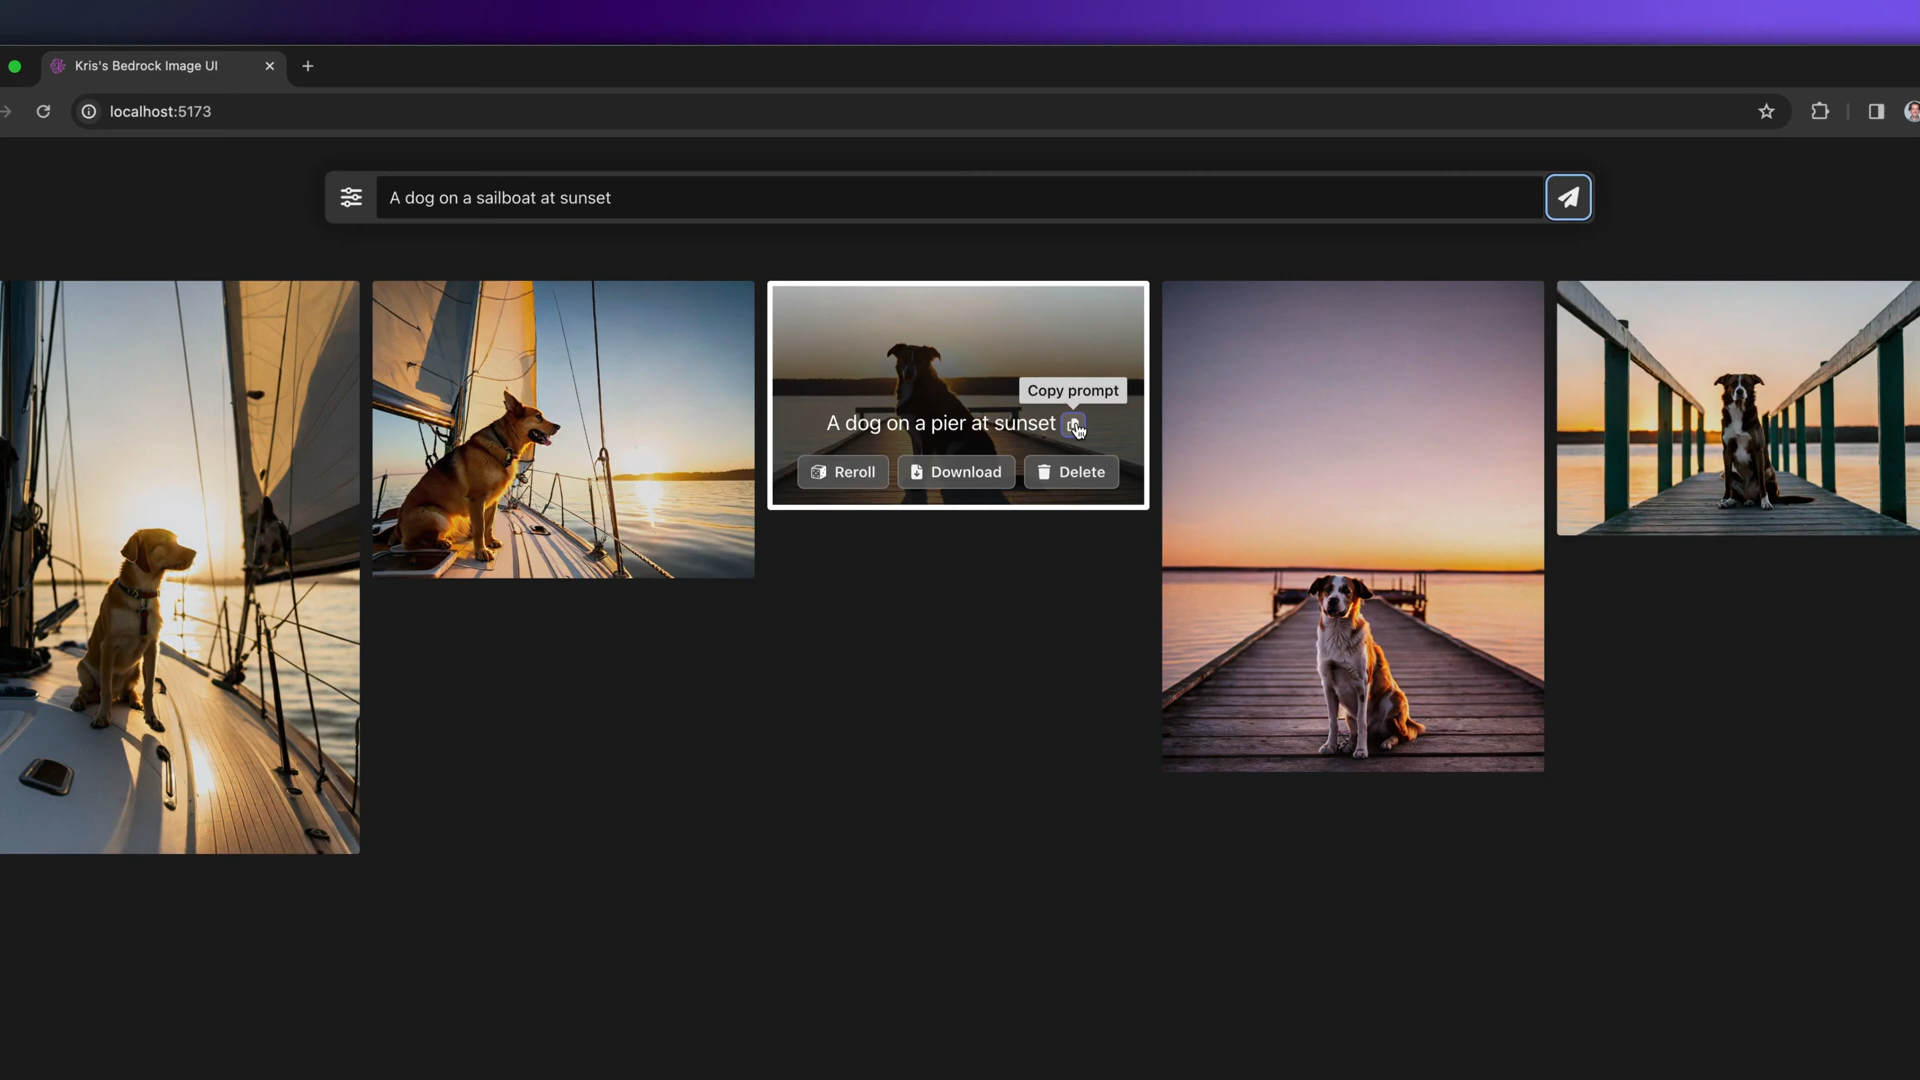 Kris's Bedrock Image UI
localhost:5173
A dog on a sailboat at sunset
Copy prompt
A dog on a pier at sunset
Reroll
Download
Delete